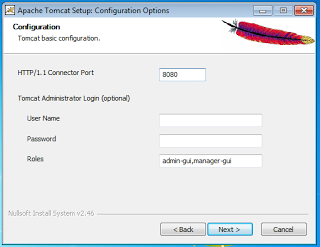 Apache Tomcat Setup: Configuration Options
Configuration
Tomcat basic configuration.
HTTP/1.1 Connector Port
8080
Tomcat Administrator Login (optional)
User Name
Password
Roles
admin-gui,manager-gui
Nullsoft Install System v2.46
< Back
Next >
Cancel